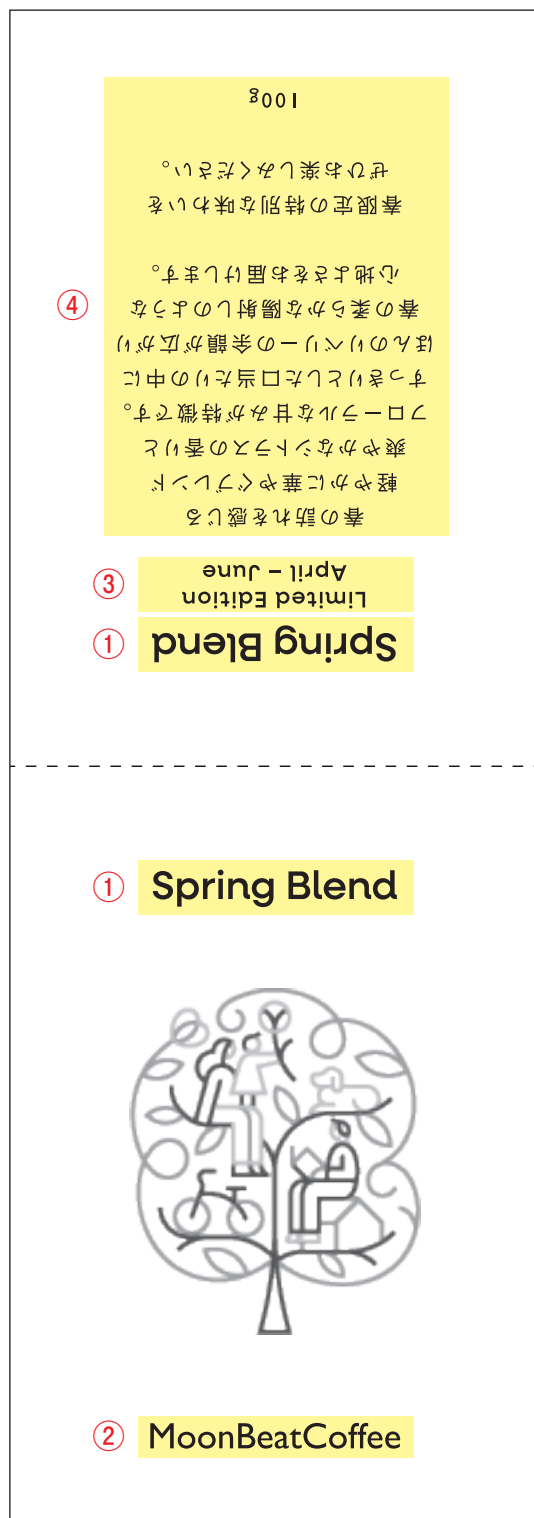 ① Spring Blend
③ Limited Edition
April – June
④ 春の訪れを感じる
軽やかに華やぐブレンド
爽やかなシトラスの香りと
フローラルな甘みが特徴です。
すっきりとした口当たりの中に
ほんのりベリーの余韻が広がり
春の柔らかな陽射しのような
心地よさをお届けします。
春限定の特別な味わいを
ぜひお楽しみください。
100g
① Spring Blend
② MoonBeatCoffee